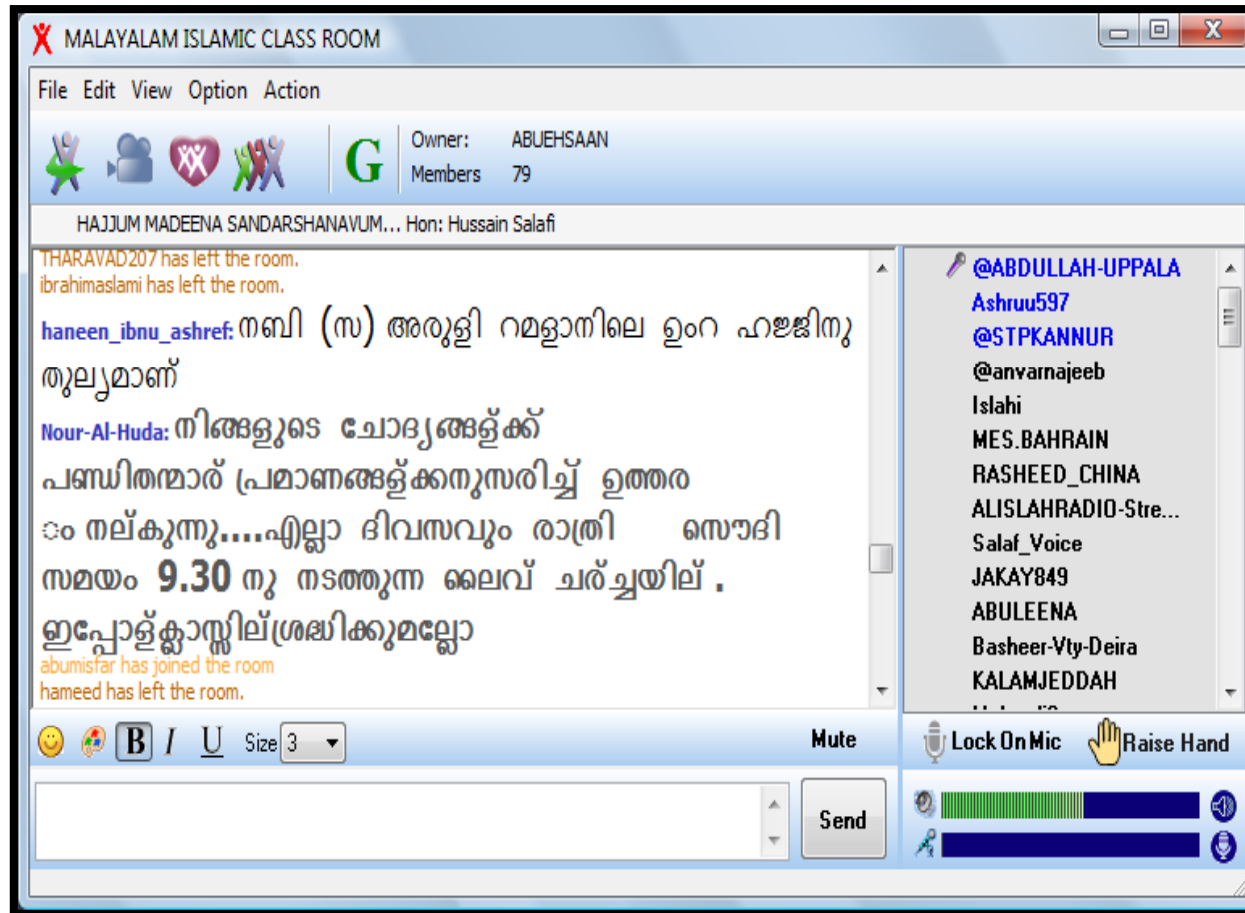 MALAYALAM ISLAMIC CLASS ROOM
File Edit View Option Action
G
Owner: ABUEHSAAN
Members 79
HAJJUM MADEENA SANDARSHANAVUM... Hon: Hussain Salafi
THARAVAD207 has left the room.
ibrahimaslami has left the room.
haneen_ibnu_ashref: നബി (സ) അരുളി റമളാനിലെ ഉംറ ഹജ്ജിനു
തുല്യമാണ്
Nour-Al-Huda: നിങ്ങളുടെ ചോദ്യങ്ങള്ക്ക്
പണ്ഡിതന്മാര് പ്രമാണങ്ങള്ക്കനുസരിച്ച് ഉത്തര
ം നല്കുന്നു....എല്ലാ ദിവസവും രാത്രി സൌദി
സമയം 9.30 നു നടത്തുന്ന ലൈവ് ചര്ച്ചയില് .
ഇപ്പോള്ക്ലാസ്സില്ശ്രദ്ധിക്കുമല്ലോ
abumisfar has joined the room
hameed has left the room.
@ABDULLAH-UPPALA
Ashruu597
@STPKANNUR
@anvarnajeeb
Islahi
MES.BAHRAIN
RASHEED_CHINA
ALISLAHRADIO-Stre...
Salaf_Voice
JAKAY849
ABULEENA
Basheer-Vty-Deira
KALAMJEDDAH
B I U Size 3 Mute
Lock On Mic Raise Hand
Send